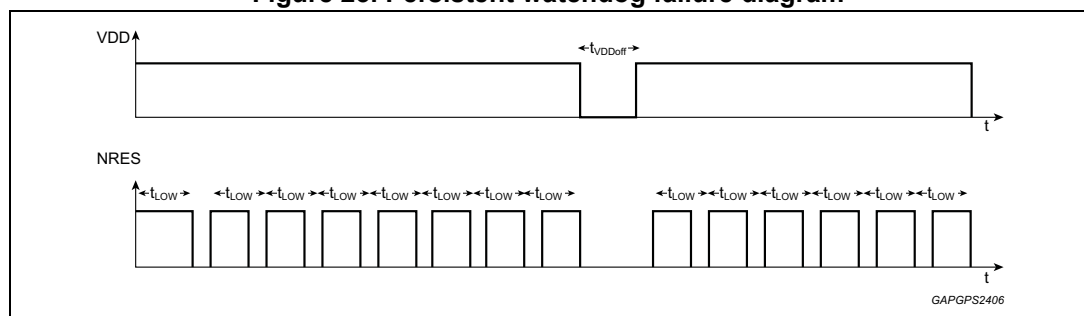 Figure Persistent watchdog failure diagram
VDD
tVDDoff
t
NRES
tLOW tLOW tLOW tLOW tLOW tLOW tLOW tLOW tLOW tLOW tLOW tLOW tLOW tLOW
t
GAPGPS2406